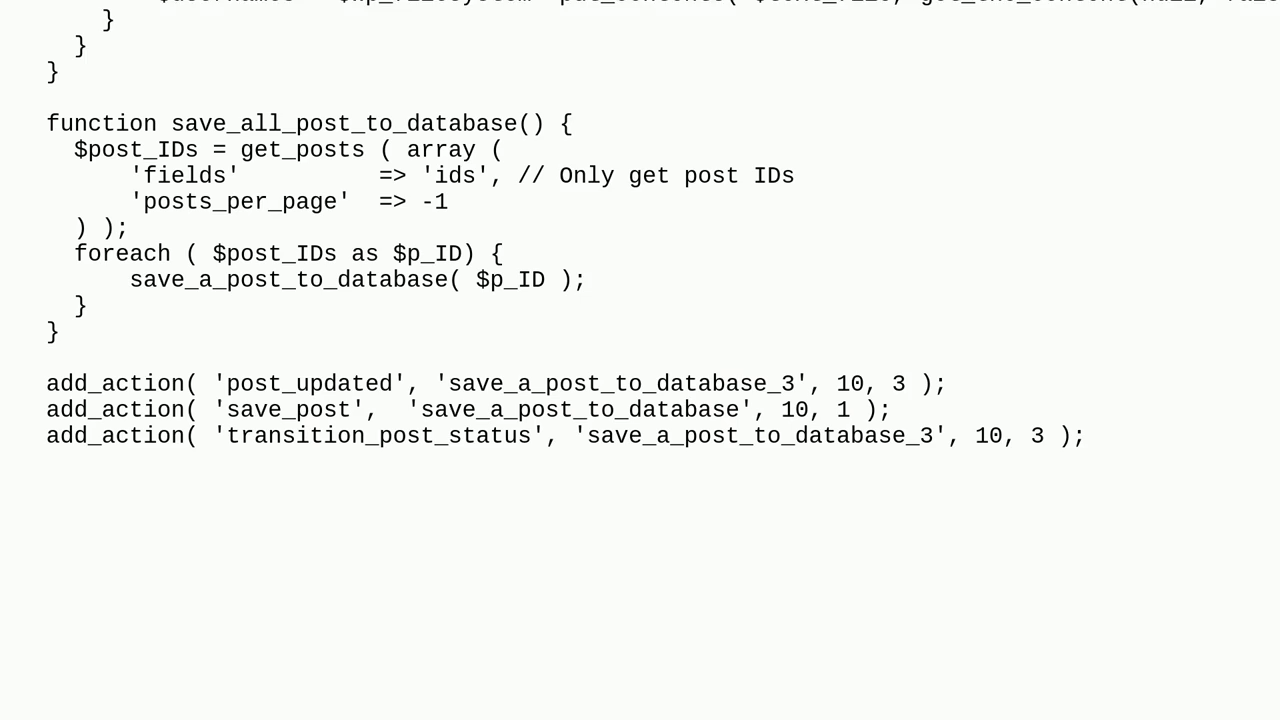 }
}
}
function save_all_post_to_database() {
$post_IDs = get_posts ( array (
'fields'          => 'ids', // Only get post IDs
'posts_per_page'  => -1
) );
foreach ( $post_IDs as $p_ID) {
save_a_post_to_database( $p_ID );
}
}
add_action( 'post_updated', 'save_a_post_to_database_3', 10, 3 );
add_action( 'save_post',  'save_a_post_to_database', 10, 1 );
add_action( 'transition_post_status', 'save_a_post_to_database_3', 10, 3 );